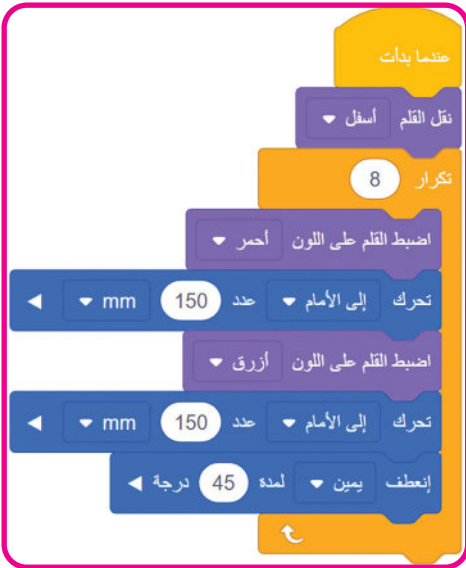 عندما بدأت
نقل القلم أسفل
تكرار 8
اضبط القلم على اللون أحمر
تحرك إلى الأمام عدد 150 mm
اضبط القلم على اللون أزرق
تحرك إلى الأمام عدد 150 mm
إنعطف يمين لمدة 45 درجة